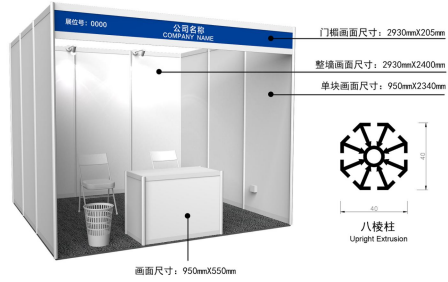 展位号：0000
公司名称
COMPANY NAME
门楣画面尺寸：2930mmX205mm
整墙画面尺寸：2930mmX2400mm
单块画面尺寸：950mmX2340mm
40
40
八棱柱
Upright Extrusion
画面尺寸：950mmX550mm